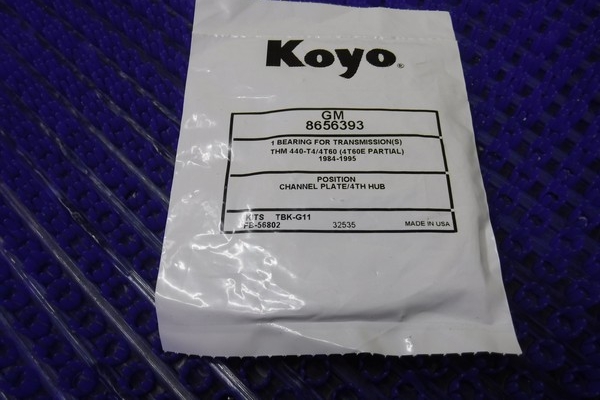 Koyo®
GM
8656393
1 BEARING FOR TRANSMISSION(S)
THM 440-T4/4T60 (4T60E PARTIAL)
1984-1995
POSITION
CHANNEL PLATE/4TH HUB
KITS TBK-G11
FB-56802 32535 MADE IN USA